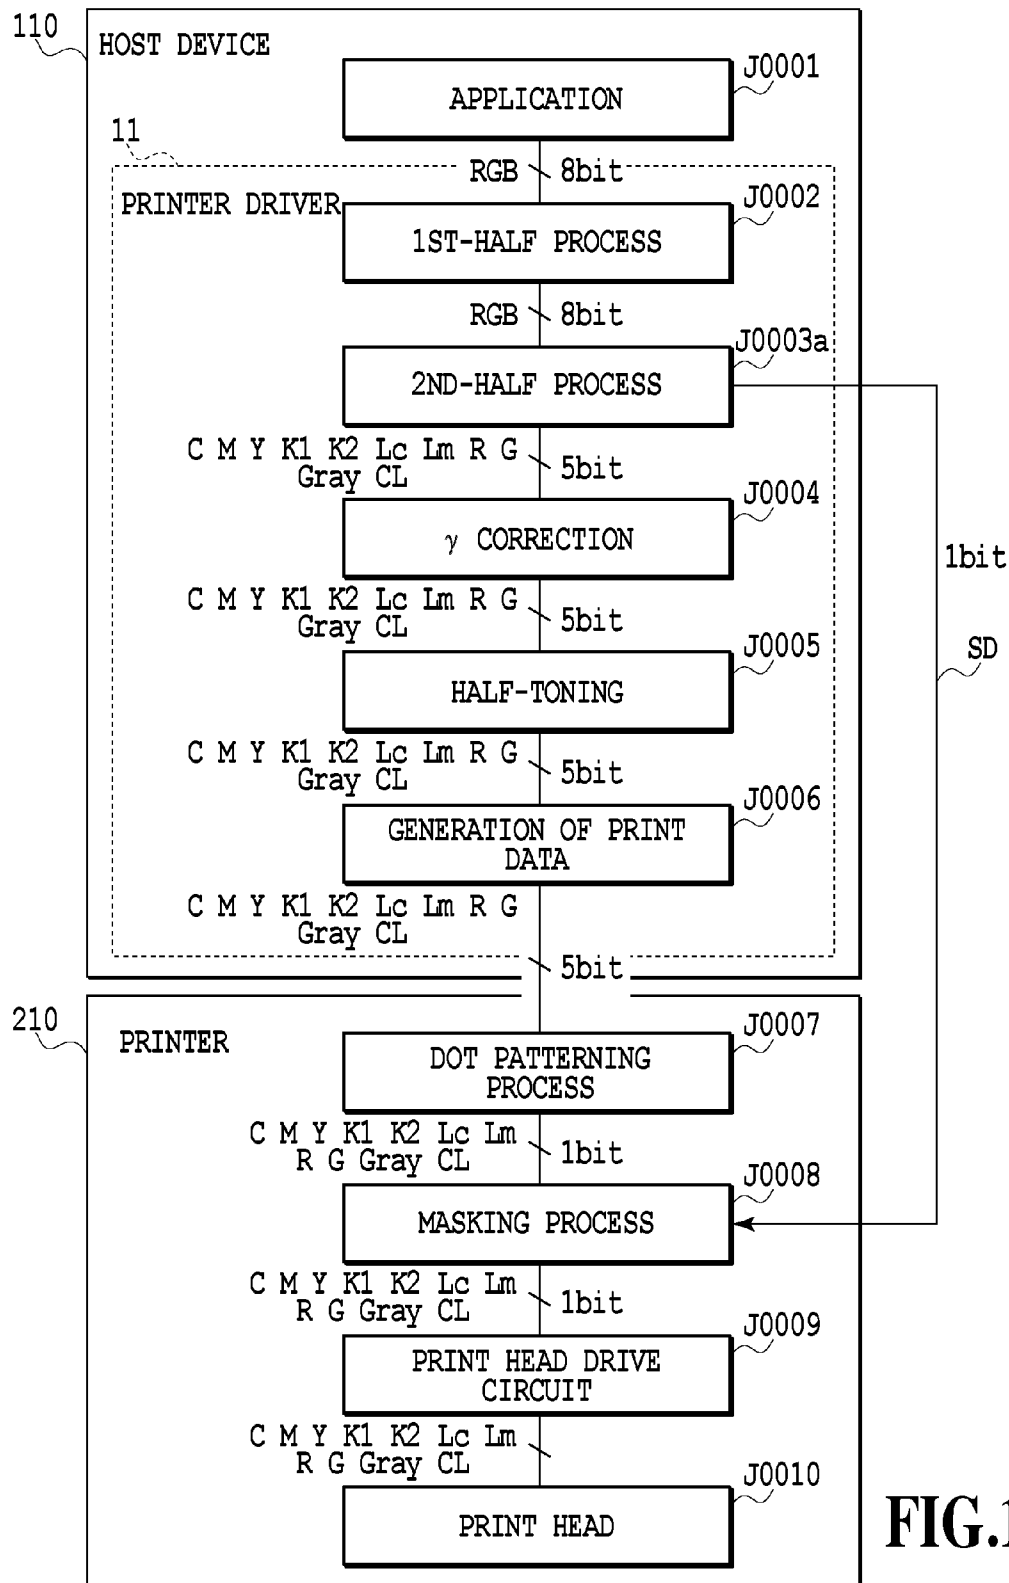 110
HOST DEVICE
J0001
APPLICATION
11
RGB 8bit
PRINTER DRIVER
J0002
1ST-HALF PROCESS
RGB 8bit
J0003a
2ND-HALF PROCESS
C M Y K1 K2 Lc Lm R G
Gray CL
5bit
J0004
γ CORRECTION
1bit
C M Y K1 K2 Lc Lm R G
Gray CL
5bit
J0005
SD
HALF-TONING
C M Y K1 K2 Lc Lm R G
Gray CL
5bit
J0006
GENERATION OF PRINT
DATA
C M Y K1 K2 Lc Lm R G
Gray CL
5bit
210
PRINTER
J0007
DOT PATTERNING
PROCESS
C M Y K1 K2 Lc Lm
R G Gray CL
1bit
J0008
MASKING PROCESS
C M Y K1 K2 Lc Lm
R G Gray CL
1bit
J0009
PRINT HEAD DRIVE
CIRCUIT
C M Y K1 K2 Lc Lm
R G Gray CL
J0010
PRINT HEAD
FIG.1